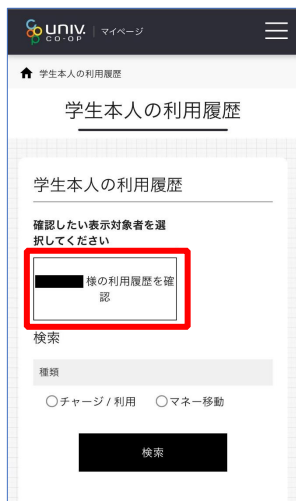 UNIV. CO-OP | マイページ
学生本人の利用履歴
学生本人の利用履歴
学生本人の利用履歴
確認したい表示対象者を選
択してください
様の利用履歴を確
認
検索
種類
チャージ / 利用 マネー移動
検索